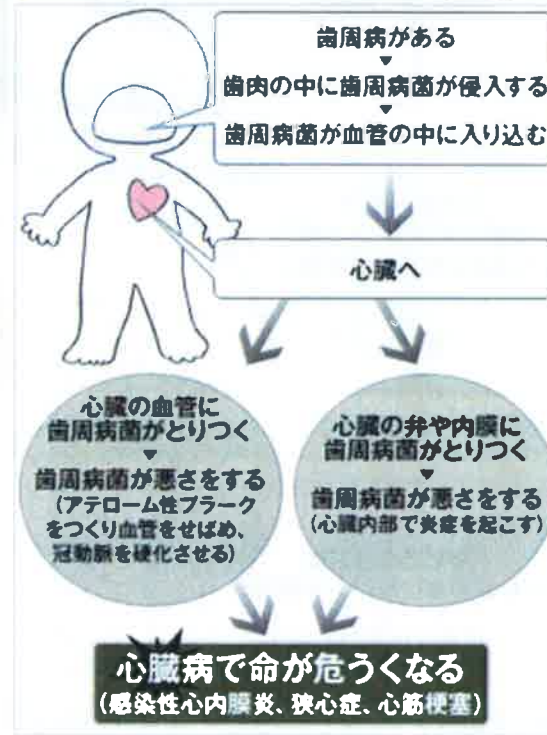 歯周病がある
▼
歯肉の中に歯周病菌が侵入する
▼
歯周病菌が血管の中に入り込む
心臓へ
心臓の血管に
歯周病菌がとりつく
▼
歯周病菌が悪さをする
(アテローム性プラーク
をつくり血管をせばめ、
冠動脈を硬化させる)
心臓の弁や内膜に
歯周病菌がとりつく
▼
歯周病菌が悪さをする
(心臓内部で炎症を起こす)
心臓病で命が危うくなる
(感染性心内膜炎、狭心症、心筋梗塞)